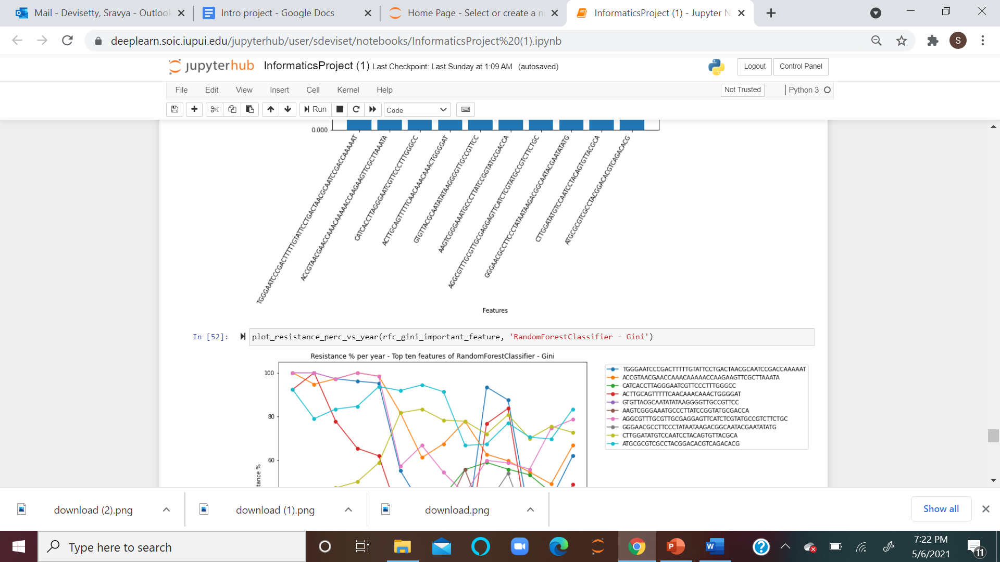 Mail - Devisetty, Sravya - Outlook
Intro project - Google Docs
Home Page - Select or create a n
InformaticsProject (1) - Jupyter N
deeplearn.soic.iupui.edu/jupyterhub/user/sdeviset/notebooks/InformaticsProject%20(1).ipynb
S
jupyterhub InformaticsProject (1) Last Checkpoint: Last Sunday at 1:09 AM (autosaved)
Logout
Control Panel
File Edit View Insert Cell Kernel Help
Not Trusted
Python 3
Run
Code
0.000
TGGGAATCCCGACTTTTTGTATTCCTGACTAACGCAATCCGACCAAAAAT
ACCGTAACGAACCAAACAAAAACCAAGAAGTTCGCTTAAATA
CATCACCTTAGGGAATCGTTCCCTTTGGGCC
ACTTGCAGTTTTTCAACAAACAAACTGGGGAT
GTGTTACGCAATATATAAGGGGTTGCCGTTCC
AAGTCGGGAAATGCCCTTATCCGGTATGCGACCA
AGGCGTTTGCGTTGCGAGGAGTTCATCTCGTATGCCGTCTTCTGC
GGGAACGCCTTCCCTATAATAAGACGGCAATACGAATATATG
CTTGGATATGTCCAATCCTACAGTGTTACGCA
ATGCGCGTCGCCTACGGACACGTCAGACACG
Features
In [52]: plot_resistance_perc_vs_year(rfc_gini_important_feature, 'RandomForestClassifier - Gini')
Resistance % per year - Top ten features of RandomForestClassifier - Gini
100
80
60
tance %
TGGGAATCCCGACTTTTTGTATTCCTGACTAACGCAATCCGACCAAAAAT
ACCGTAACGAACCAAACAAAAACCAAGAAGTTCGCTTAAATA
CATCACCTTAGGGAATCGTTCCCTTTGGGCC
ACTTGCAGTTTTTCAACAAACAAACTGGGGAT
GTGTTACGCAATATATAAGGGGTTGCCGTTCC
AAGTCGGGAAATGCCCTTATCCGGTATGCGACCA
AGGCGTTTGCGTTGCGAGGAGTTCATCTCGTATGCCGTCTTCTGC
GGGAACGCCTTCCCTATAATAAGACGGCAATACGAATATATG
CTTGGATATGTCCAATCCTACAGTGTTACGCA
ATGCGCGTCGCCTACGGACACGTCAGACACG
download (2).png
download (1).png
download.png
Show all
Type here to search
7:22 PM
5/6/2021
11